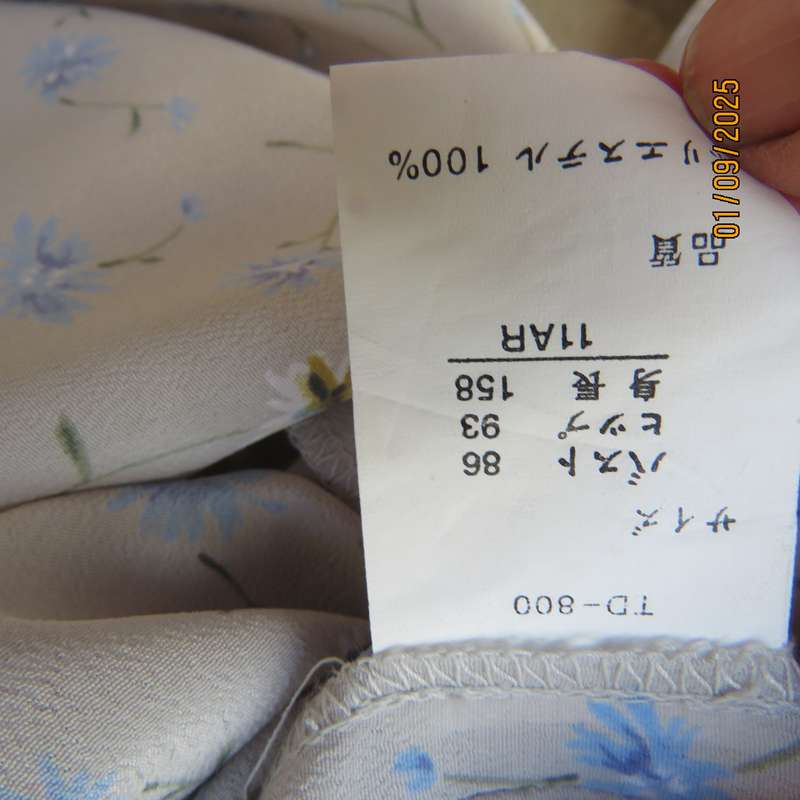 TD-800
サイズ
バスト 86
ヒップ 93
身長 158
11AR
品質
リエステル 100%
01/09/2025